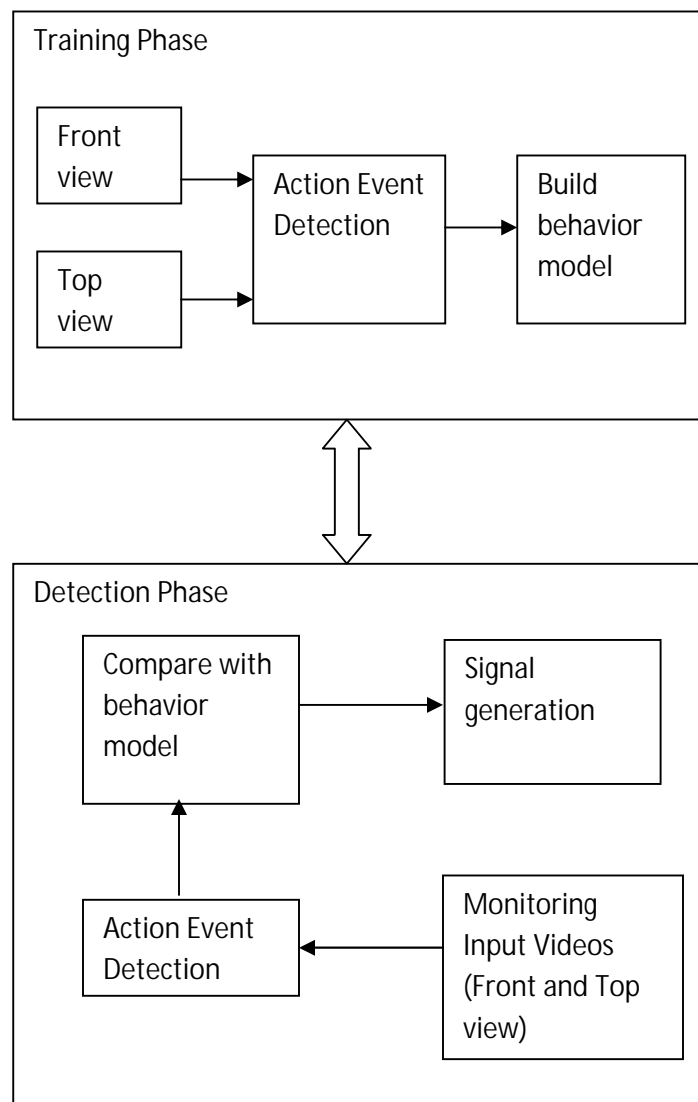 Training Phase
Front
view
Action Event
Detection
Build
behavior
model
Top
view
Detection Phase
Compare with
behavior
model
Signal
generation
Action Event
Detection
Monitoring
Input Videos
(Front and Top
view)